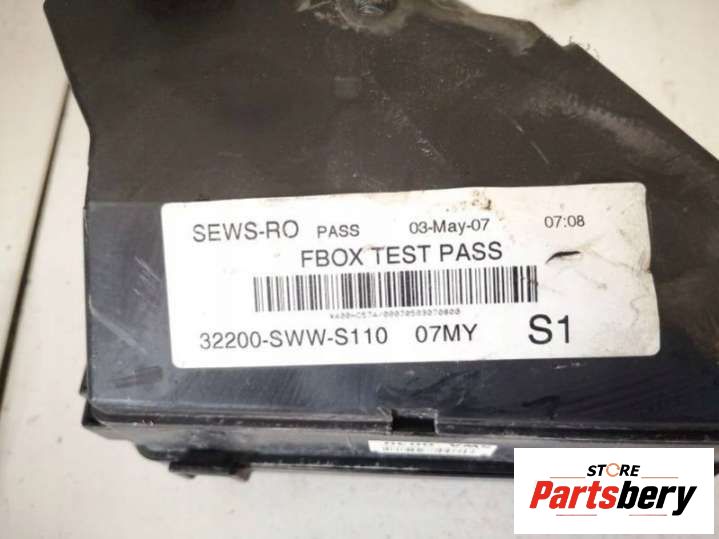 SEWS-RO PASS 03-May-07 07:08
FBOX TEST PASS
32200-SWW-S110 07MY S1
STORE
Partsbery